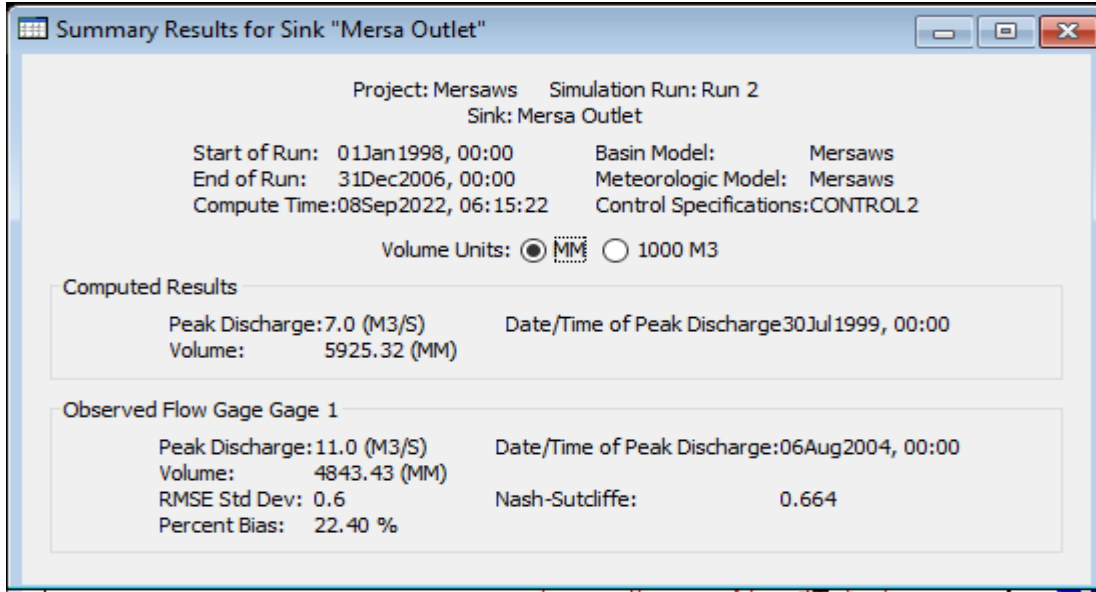 Summary Results for Sink "Mersa Outlet"
Project: Mersaws Simulation Run: Run 2
Sink: Mersa Outlet
Start of Run: 01Jan1998, 00:00 Basin Model: Mersaws
End of Run: 31Dec2006, 00:00 Meteorologic Model: Mersaws
Compute Time:08Sep2022, 06:15:22 Control Specifications:CONTROL2
Volume Units: MM 1000 M3
Computed Results
Peak Discharge:7.0 (M3/S) Date/Time of Peak Discharge30Jul1999, 00:00
Volume: 5925.32 (MM)
Observed Flow Gage Gage 1
Peak Discharge:11.0 (M3/S) Date/Time of Peak Discharge:06Aug2004, 00:00
Volume: 4843.43 (MM)
RMSE Std Dev: 0.6 Nash-Sutcliffe: 0.664
Percent Bias: 22.40 %